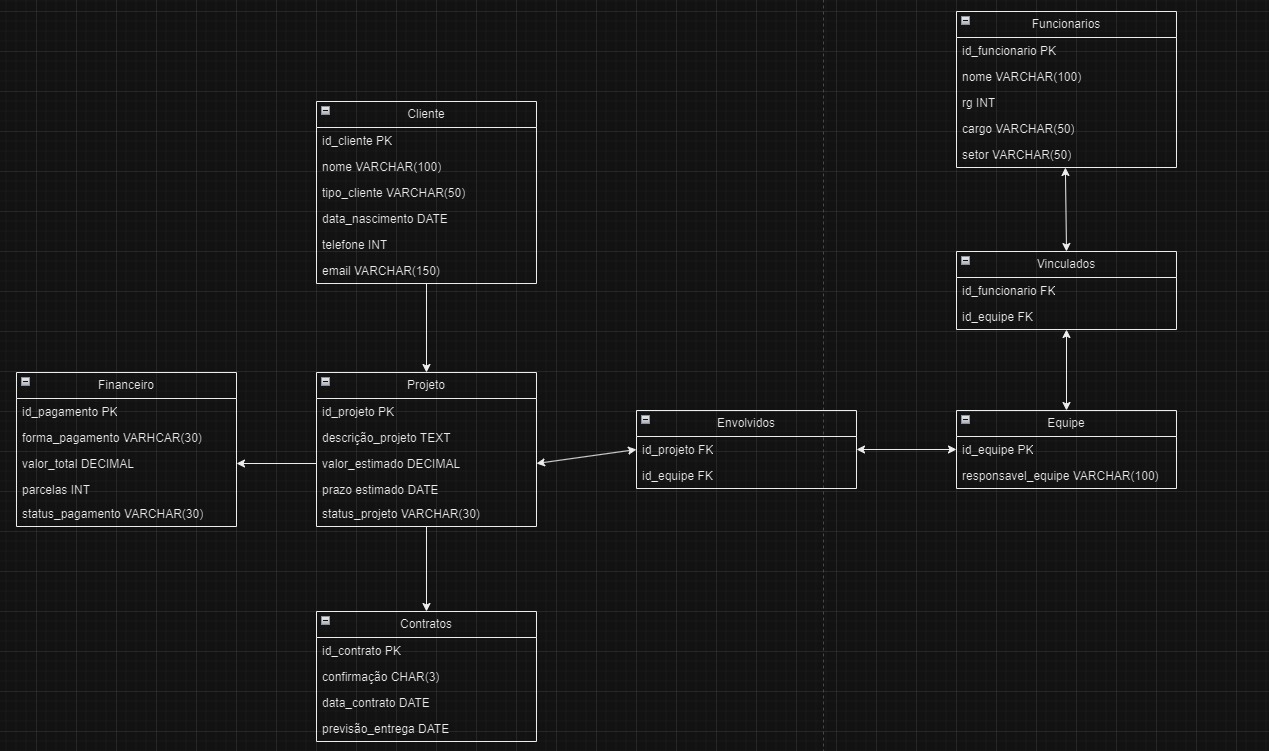 Funcionarios
id_funcionario PK
nome VARCHAR(100)
rg INT
cargo VARCHAR(50)
setor VARCHAR(50)
Cliente
id_cliente PK
nome VARCHAR(100)
tipo_cliente VARCHAR(50)
data_nascimento DATE
telefone INT
email VARCHAR(150)
Vinculados
id_funcionario FK
id_equipe FK
Financeiro
id_pagamento PK
forma_pagamento VARHCAR(30)
valor_total DECIMAL
parcelas INT
status_pagamento VARCHAR(30)
Projeto
id_projeto PK
descrição_projeto TEXT
valor_estimado DECIMAL
prazo estimado DATE
status_projeto VARCHAR(30)
Envolvidos
id_projeto FK
id_equipe FK
Equipe
id_equipe PK
responsavel_equipe VARCHAR(100)
Contratos
id_contrato PK
confirmação CHAR(3)
data_contrato DATE
previsão_entrega DATE